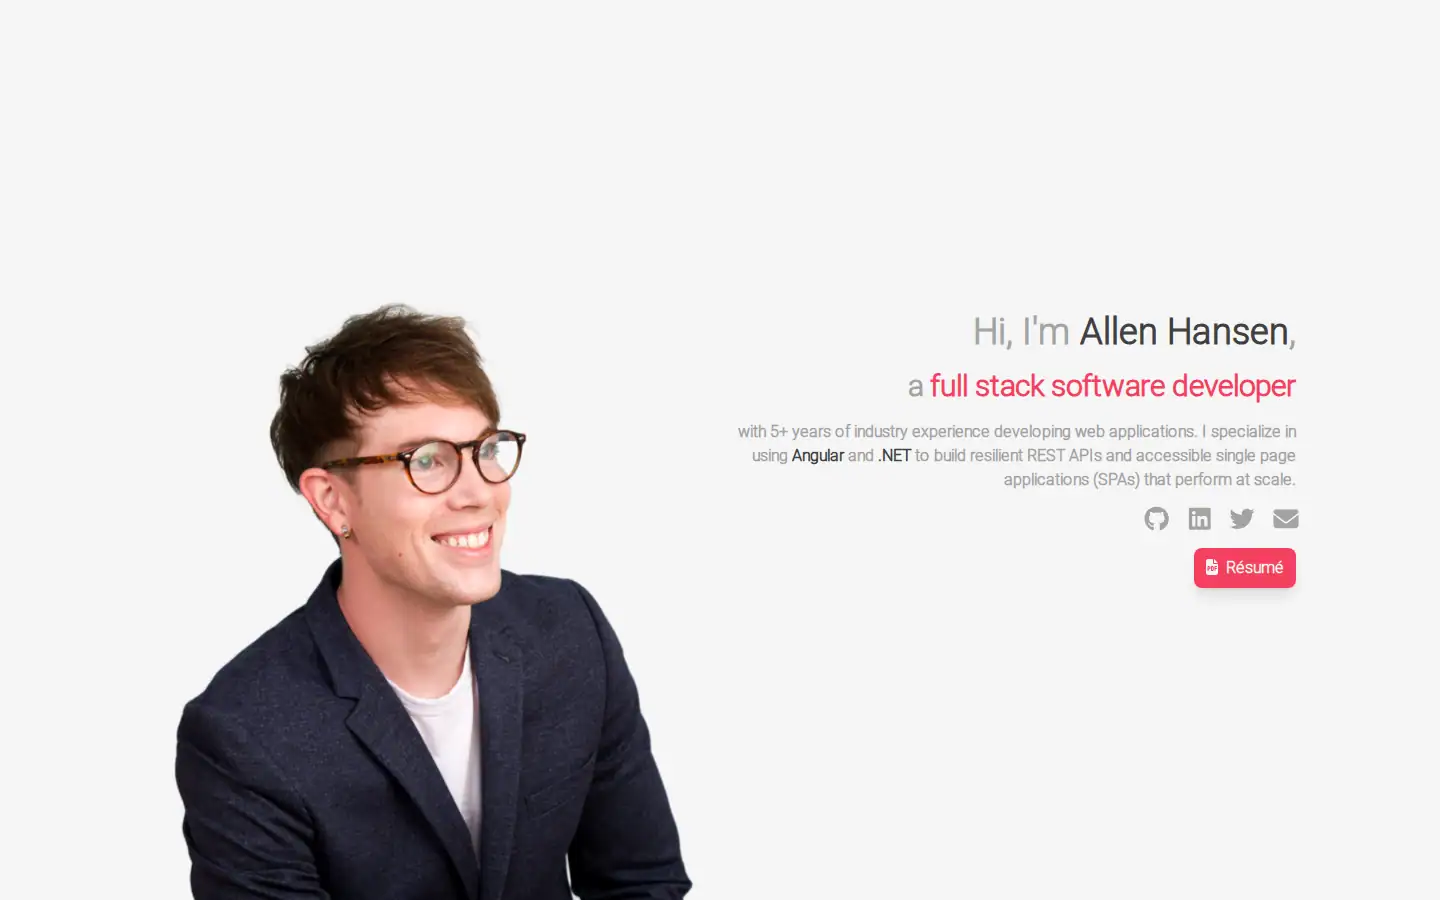 Hi, I'm Allen Hansen,
a full stack software developer
with 5+ years of industry experience developing web applications. I specialize in
using Angular and .NET to build resilient REST APIs and accessible single page
applications (SPAs) that perform at scale.
in
PDF Résumé